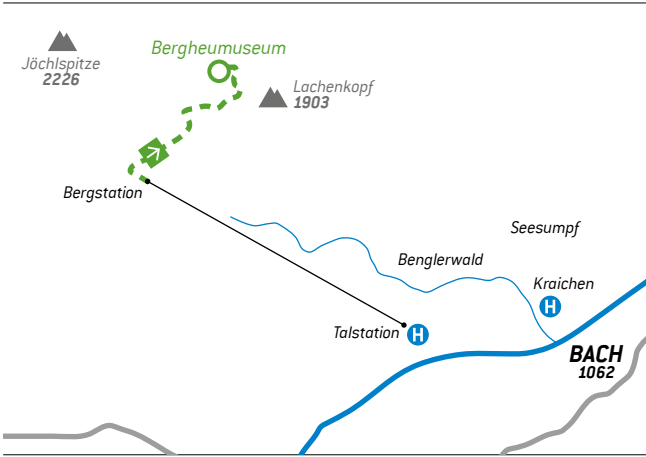 Bergheumuseum
Jöchlspitze
2226
Lachenkopf
1903
Bergstation
Seesumpf
Benglerwald
Kraichen
H
Talstation
H
BACH
1062